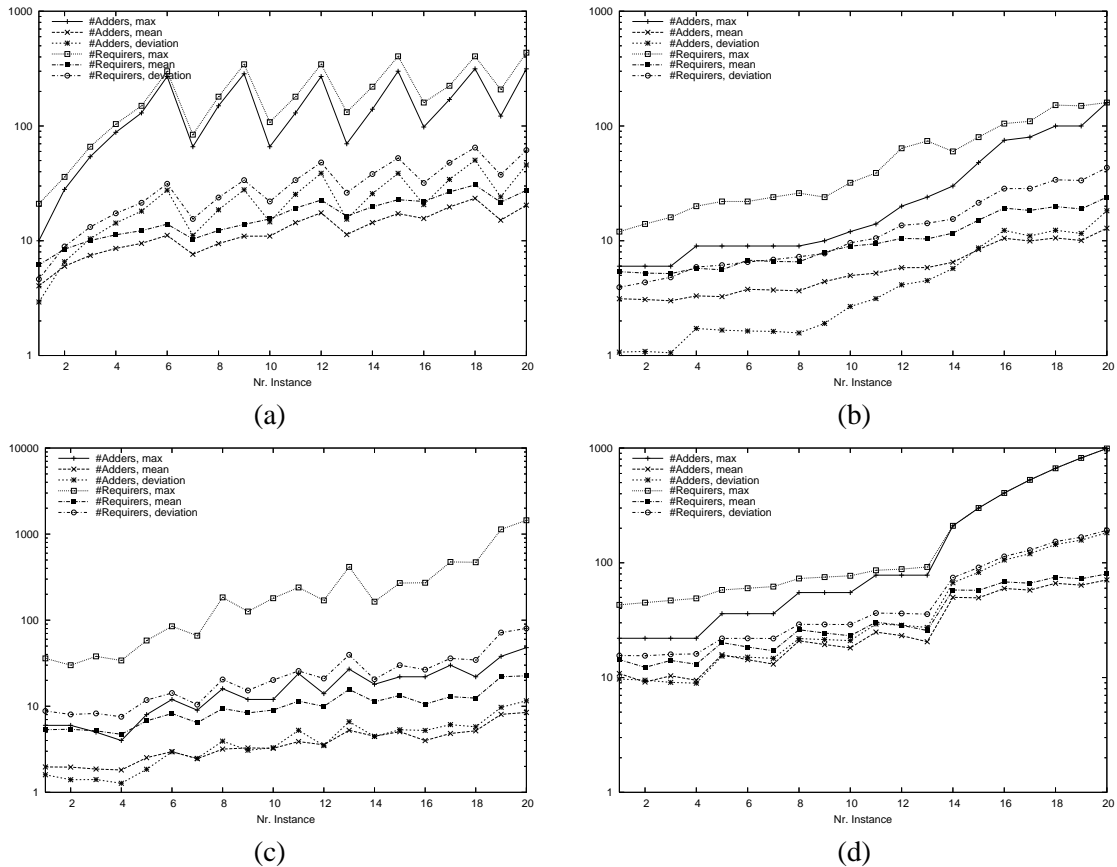 1000
100
10
1
#Adders, max
#Adders, mean
#Adders, deviation
#Requirers, max
#Requirers, mean
#Requirers, deviation
2 4 6 8 10 12 14 16 18 20
Nr. Instance
(a)
1000
100
10
1
#Adders, max
#Adders, mean
#Adders, deviation
#Requirers, max
#Requirers, mean
#Requirers, deviation
2 4 6 8 10 12 14 16 18 20
Nr. Instance
(b)
10000
1000
100
10
1
#Adders, max
#Adders, mean
#Adders, deviation
#Requirers, max
#Requirers, mean
#Requirers, deviation
2 4 6 8 10 12 14 16 18 20
Nr. Instance
(c)
1000
100
10
1
#Adders, max
#Adders, mean
#Adders, deviation
#Requirers, max
#Requirers, mean
#Requirers, deviation
2 4 6 8 10 12 14 16 18 20
Nr. Instance
(d)